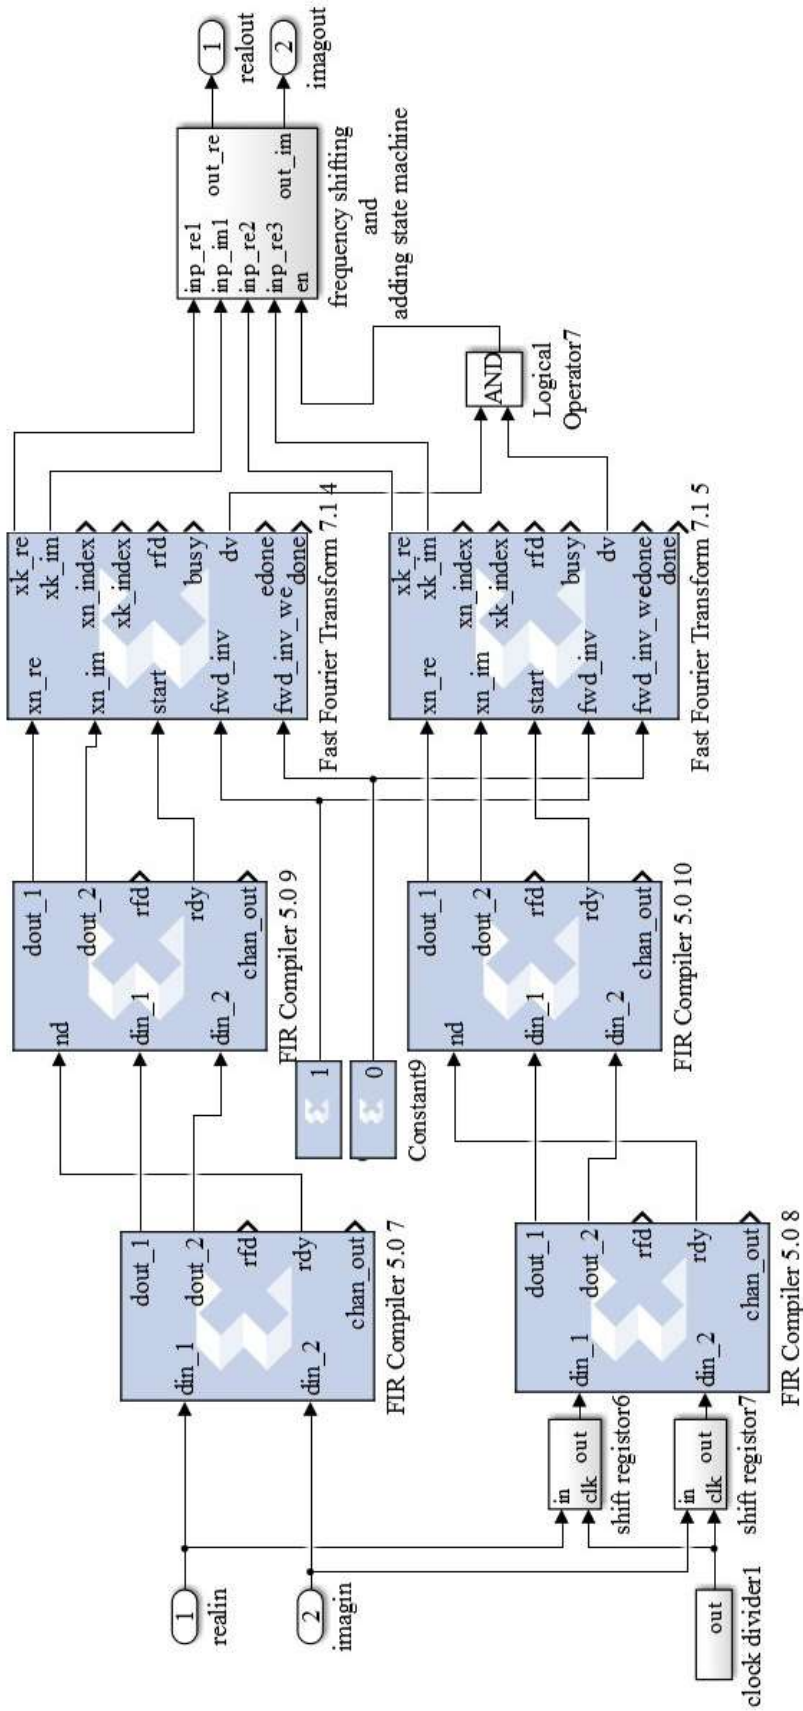 1
realin
2
imagin
out
clock divider1
in
clk
out
shift registor6
in
clk
out
shift registor7
din_1
din_2
dout_1
dout_2
rfd
rdy
chan_out
FIR Compiler 5.0 7
din_1
din_2
dout_1
dout_2
rfd
rdy
chan_out
FIR Compiler 5.0 8
nd
din_1
din_2
dout_1
dout_2
rfd
rdy
chan_out
FIR Compiler 5.0 9
1
0
Constant9
nd
din_1
din_2
dout_1
dout_2
rfd
rdy
chan_out
FIR Compiler 5.0 10
xn_re
xn_im
start
fwd_inv
fwd_inv_we
xk_re
xk_im
xn_index
xk_index
rfd
busy
dv
edone
done
Fast Fourier Transform 7.1 4
xn_re
xn_im
start
fwd_inv
fwd_inv_we
xk_re
xk_im
xn_index
xk_index
rfd
busy
dv
edone
done
Fast Fourier Transform 7.1 5
AND
Logical
Operator7
inp_re1
inp_im1
inp_re2
inp_re3
en
out_re
out_im
frequency shifting
and
adding state machine
1
realout
2
imagout